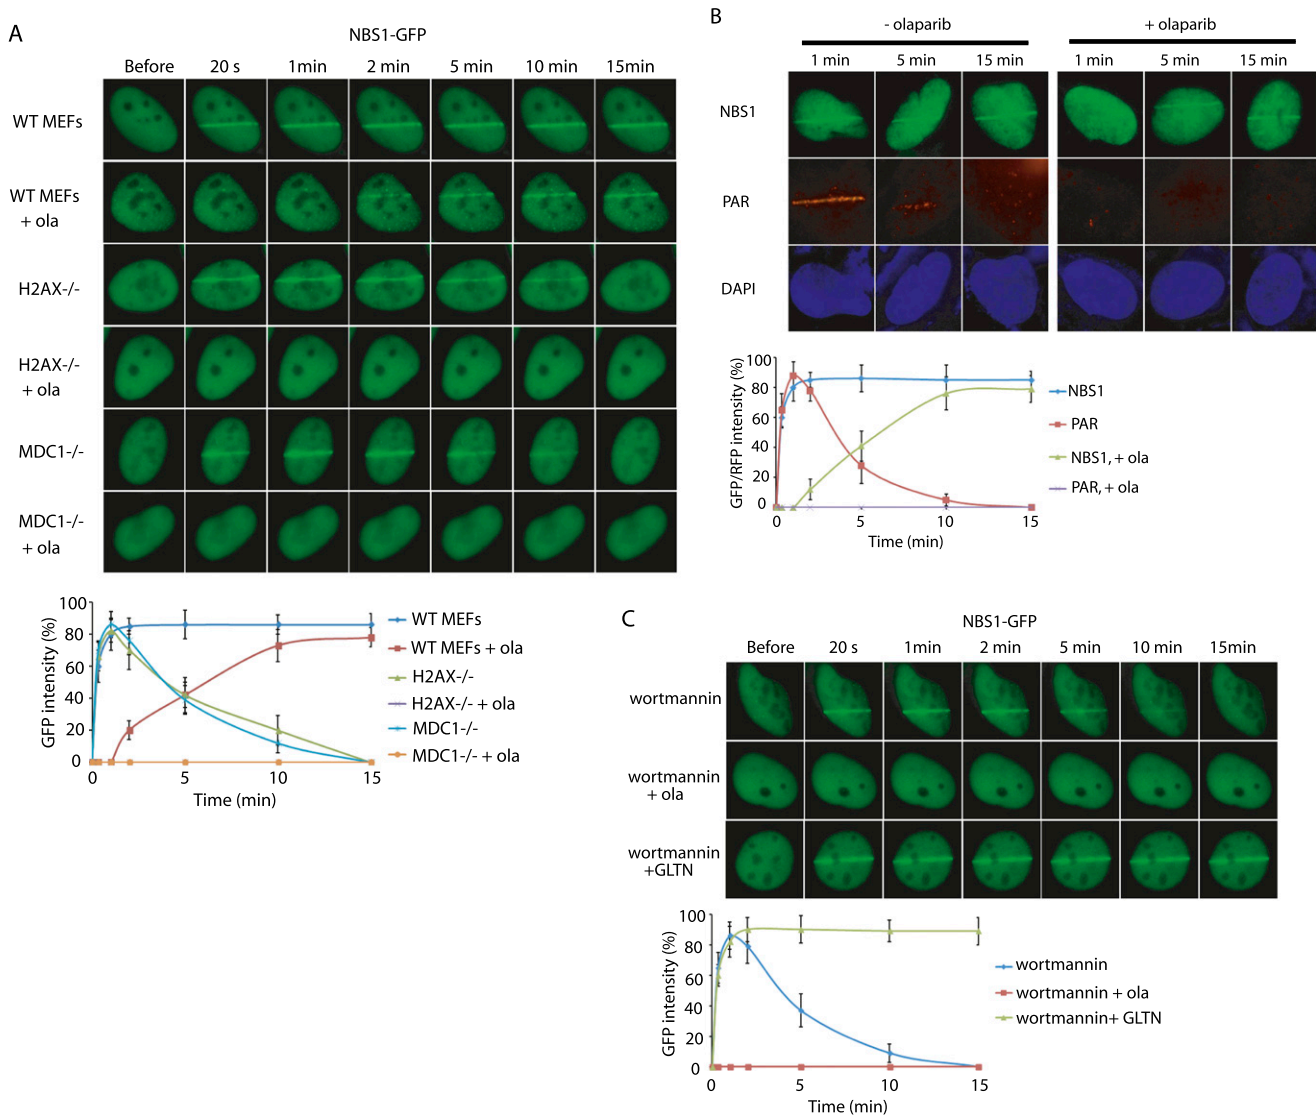 A
NBS1-GFP
Before 20 s 1min 2 min 5 min 10 min 15min
WT MEFs
WT MEFs
+ ola
H2AX-/-
H2AX-/-
+ ola
MDC1-/-
MDC1-/-
+ ola
GFP intensity (%)
100
80
60
40
20
0
0 5 10 15
Time (min)
WT MEFs
WT MEFs + ola
H2AX-/-
H2AX-/- + ola
MDC1-/-
MDC1-/- + ola
B
- olaparib + olaparib
1 min 5 min 15 min 1 min 5 min 15 min
NBS1
PAR
DAPI
GFP/RFP intensity (%)
100
80
60
40
20
0
0 5 10 15
Time (min)
NBS1
PAR
NBS1, + ola
PAR, + ola
C
NBS1-GFP
Before 20 s 1min 2 min 5 min 10 min 15min
wortmannin
wortmannin
+ ola
wortmannin
+GLTN
GFP intensity (%)
100
80
60
40
20
0
0 5 10 15
Time (min)
wortmannin
wortmannin + ola
wortmannin+ GLTN